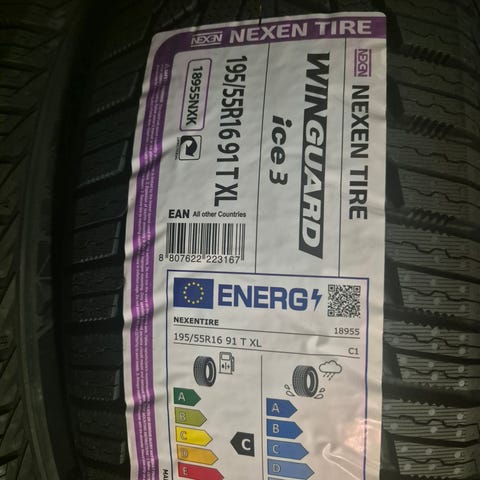 NEXEN NEXEN TIRE
NEXEN NEXEN TIRE
WINGUARD
ice 3
195/55R16 91 T XL
18955NXK
EAN All other Countries
8 807622 223167
ENERG
NEXENTIRE
18955
195/55R16 91 T XL
C1
A
B
C
D
E
C
A
B
C
D